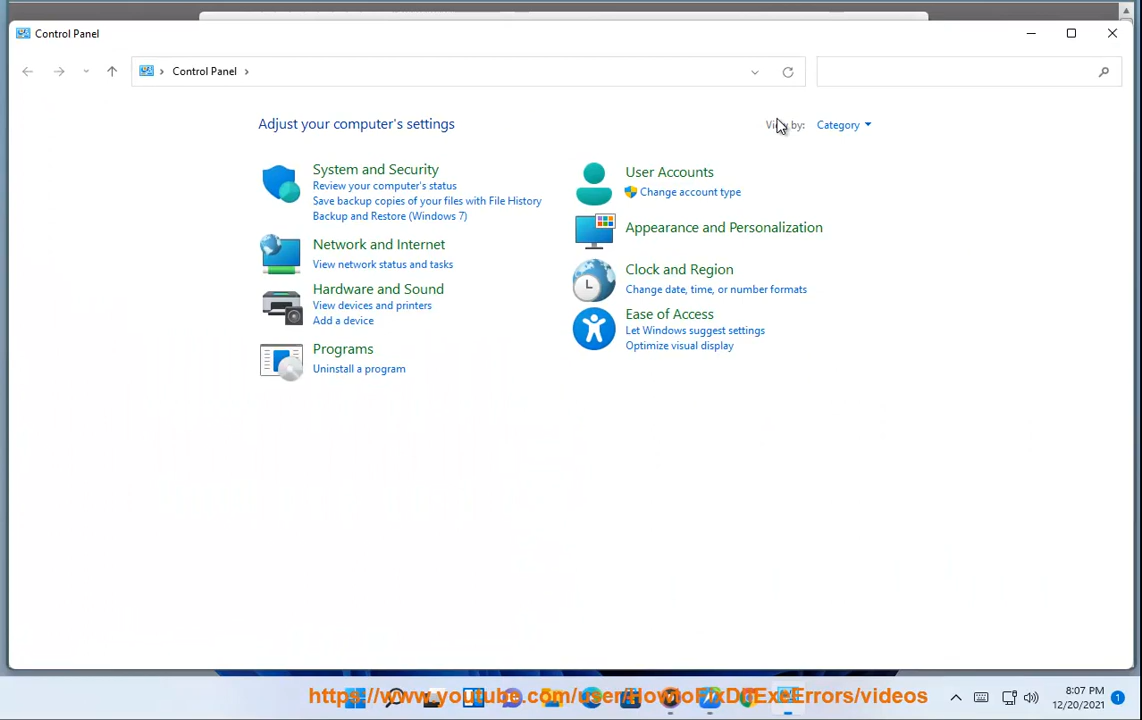 Control Panel
Control Panel
Adjust your computer's settings
View by: Category
System and Security
Review your computer's status
Save backup copies of your files with File History
Backup and Restore (Windows 7)
Network and Internet
View network status and tasks
Hardware and Sound
View devices and printers
Add a device
Programs
Uninstall a program
User Accounts
Change account type
Appearance and Personalization
Clock and Region
Change date, time, or number formats
Ease of Access
Let Windows suggest settings
Optimize visual display
https://www.youtube.com/user/HowtoFixDllExeErrors/videos
8:07 PM
12/20/2021
1